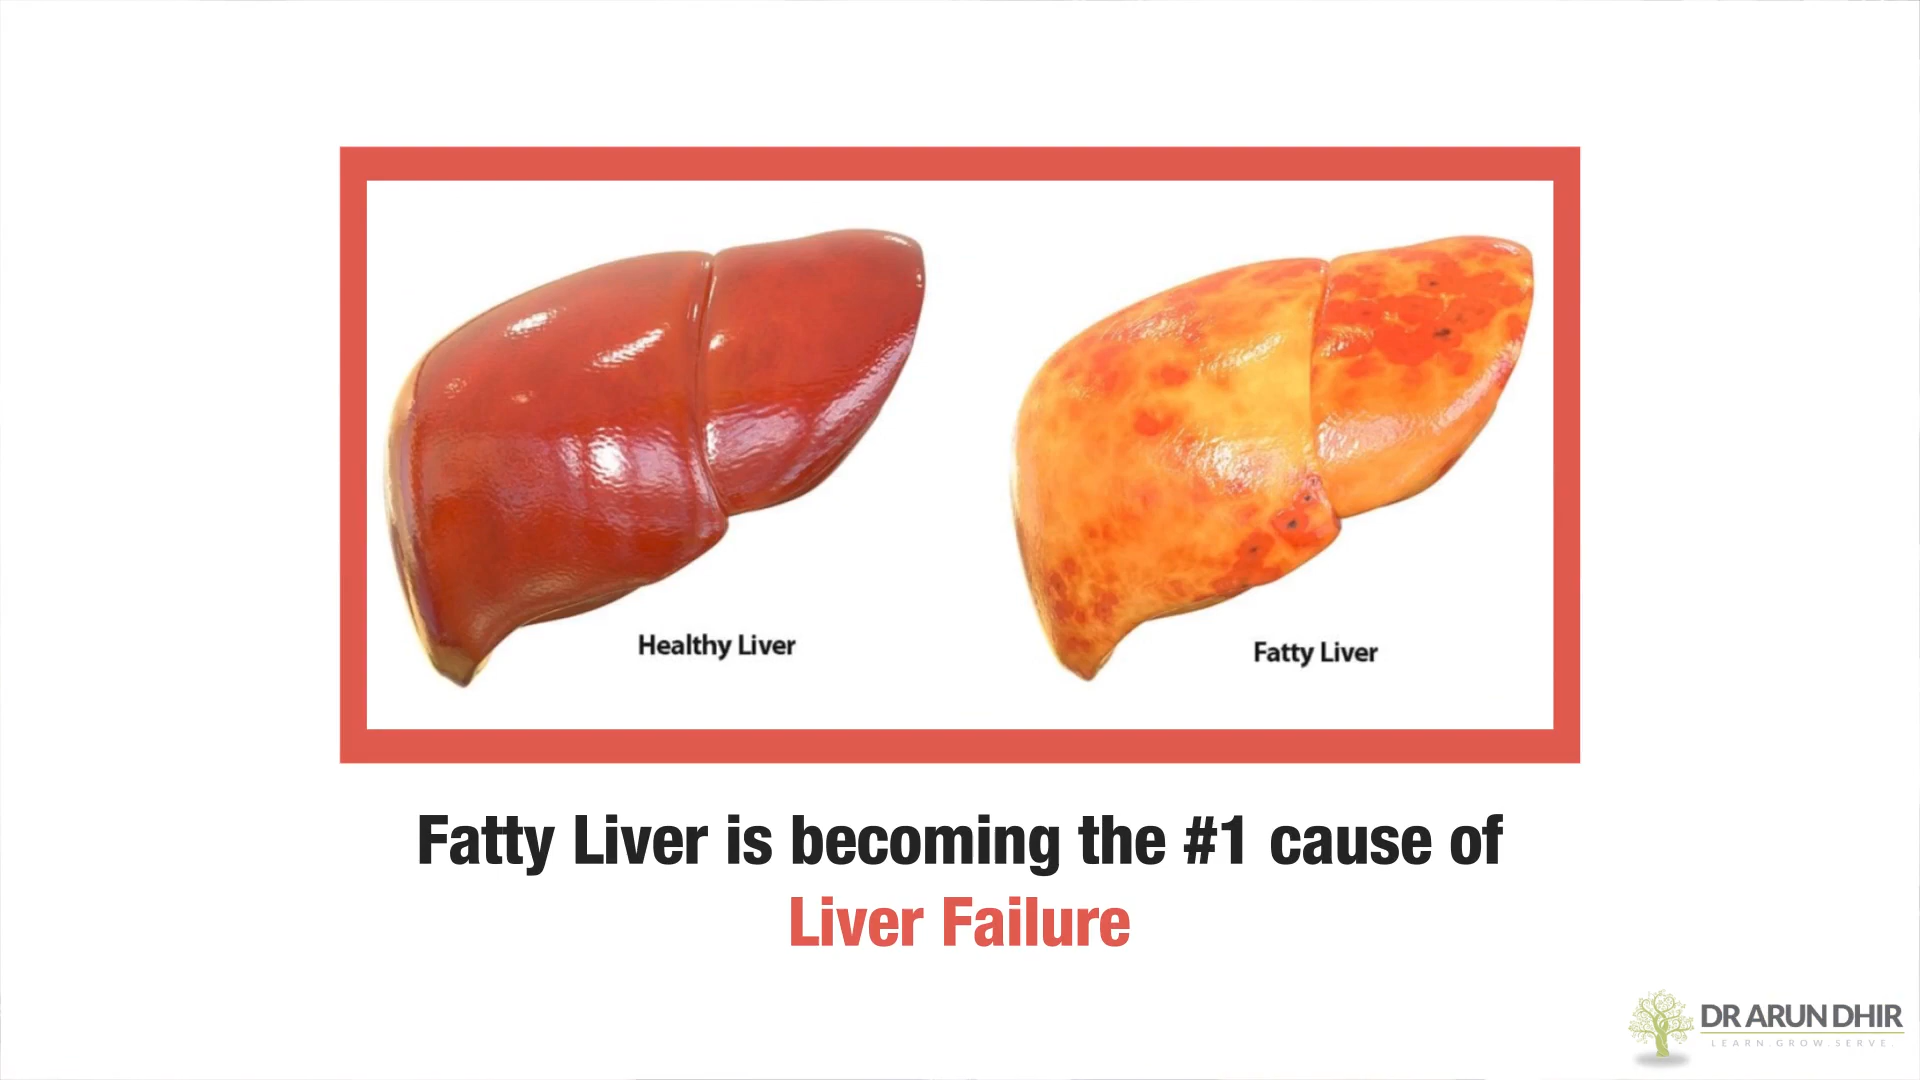 Healthy Liver
Fatty Liver
Fatty Liver is becoming the #1 cause of
Liver Failure
DR ARUN DHIR
LEARN.GROW.SERVE.